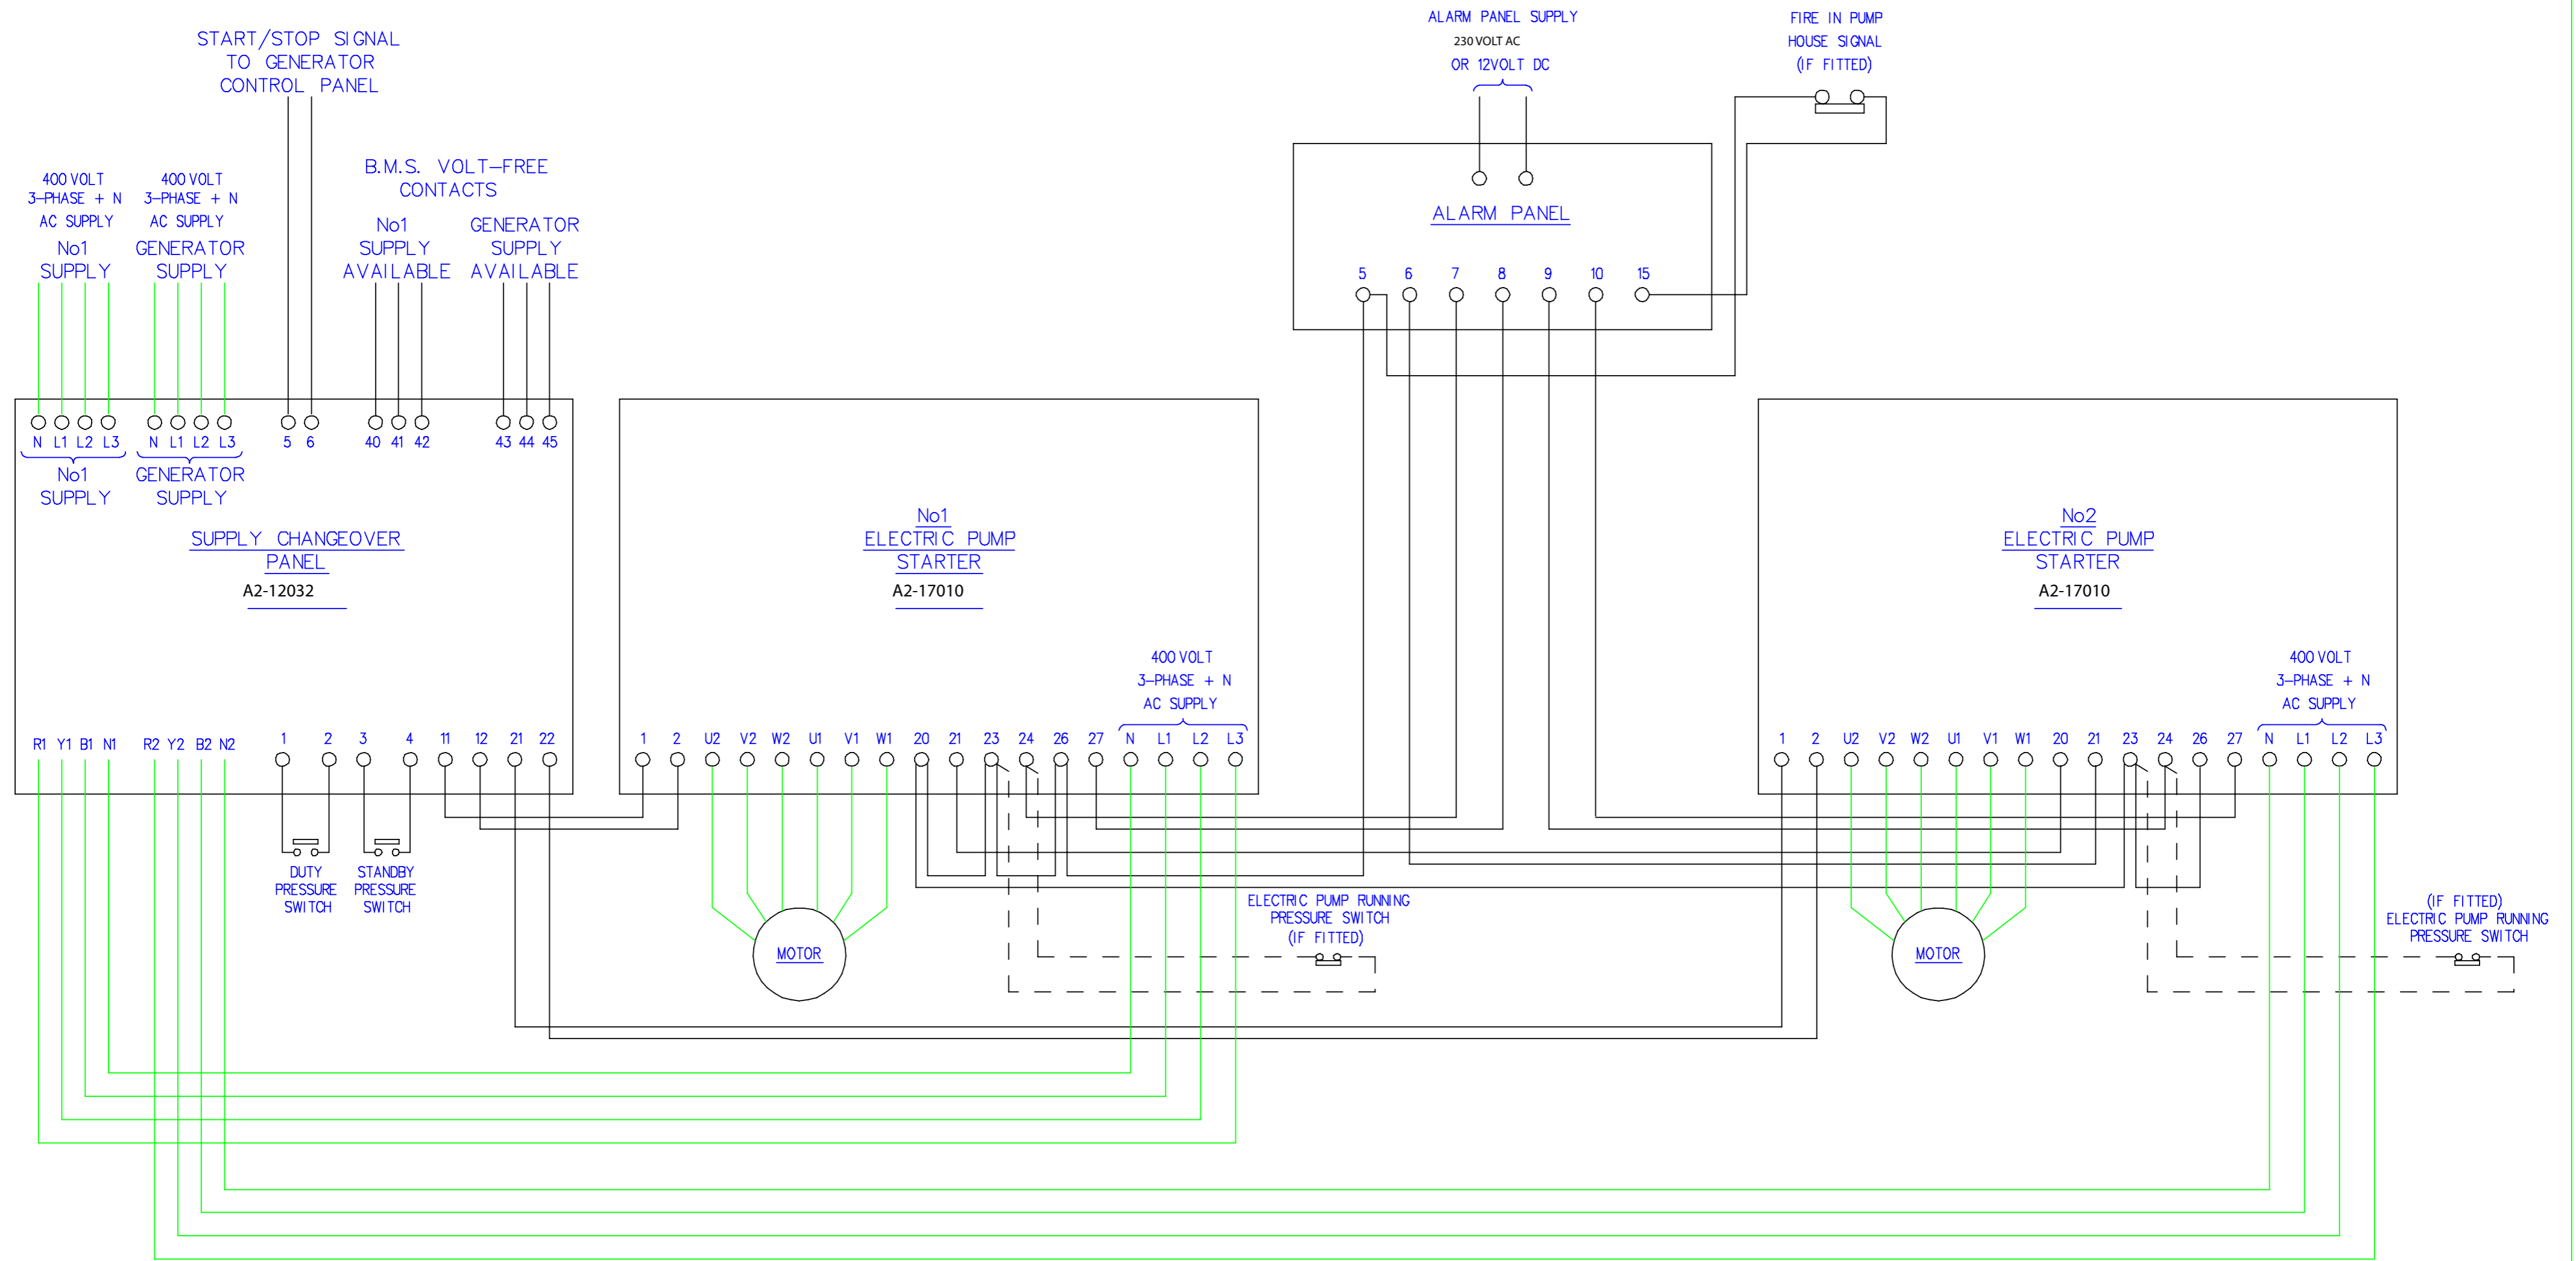 START/STOP SIGNAL
TO GENERATOR
CONTROL PANEL
400 VOLT
3-PHASE + N
AC SUPPLY
No1
SUPPLY
400 VOLT
3-PHASE + N
AC SUPPLY
GENERATOR
SUPPLY
B.M.S. VOLT-FREE
CONTACTS
No1
SUPPLY
AVAILABLE
GENERATOR
SUPPLY
AVAILABLE
N L1 L2 L3 N L1 L2 L3 5 6 40 41 42 43 44 45
No1
SUPPLY
GENERATOR
SUPPLY
SUPPLY CHANGEOVER
PANEL
A2-12032
R1 Y1 B1 N1 R2 Y2 B2 N2 1 2 3 4 11 12 21 22
DUTY
PRESSURE
SWITCH
STANDBY
PRESSURE
SWITCH
No1
ELECTRIC PUMP
STARTER
A2-17010
400 VOLT
3-PHASE + N
AC SUPPLY
1 2 U2 V2 W2 U1 V1 W1 20 21 23 24 26 27 N L1 L2 L3
MOTOR
ELECTRIC PUMP RUNNING
PRESSURE SWITCH
(IF FITTED)
ALARM PANEL SUPPLY
230 VOLT AC
OR 12VOLT DC
ALARM PANEL
5 6 7 8 9 10 15
FIRE IN PUMP
HOUSE SIGNAL
(IF FITTED)
No2
ELECTRIC PUMP
STARTER
A2-17010
400 VOLT
3-PHASE + N
AC SUPPLY
1 2 U2 V2 W2 U1 V1 W1 20 21 23 24 26 27 N L1 L2 L3
MOTOR
(IF FITTED)
ELECTRIC PUMP RUNNING
PRESSURE SWITCH